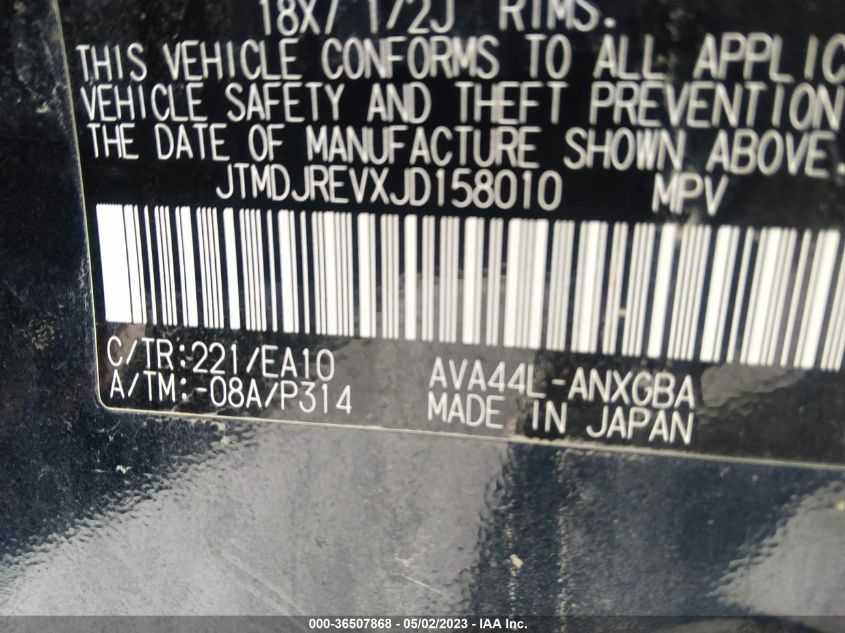 18X7 1/2J RIMS.
THIS VEHICLE CONFORMS TO ALL APPLIC
VEHICLE SAFETY AND THEFT PREVENTION
THE DATE OF MANUFACTURE SHOWN ABOVE.
JTMDJREVXJD158010 MPV
C/TR:221/EA10 AVA44L-ANXGBA
A/TM:-08A/P314 MADE IN JAPAN
000-36507868 - 05/02/2023 - IAA Inc.